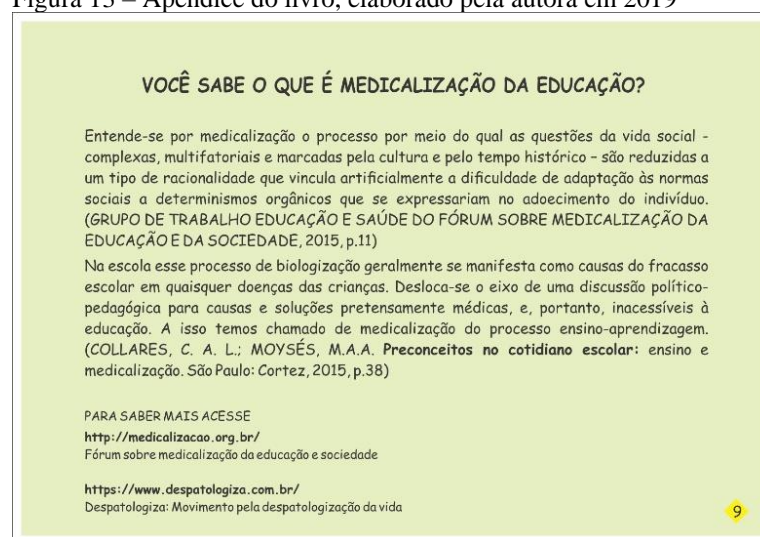 Figura 13 – Apêndice do livro, elaborado pela autora em 2019
VOCÊ SABE O QUE É MEDICALIZAÇÃO DA EDUCAÇÃO?
Entende-se por medicalização o processo por meio do qual as questões da vida social -
complexas, multifatoriais e marcadas pela cultura e pelo tempo histórico – são reduzidas a
um tipo de racionalidade que vincula artificialmente a dificuldade de adaptação às normas
sociais a determinismos orgânicos que se expressariam no adoecimento do indivíduo.
(GRUPO DE TRABALHO EDUCAÇÃO E SAÚDE DO FÓRUM SOBRE MEDICALIZAÇÃO DA
EDUCAÇÃO E DA SOCIEDADE, 2015, p.11)
Na escola esse processo de biologização geralmente se manifesta como causas do fracasso
escolar em quaisquer doenças das crianças. Desloca-se o eixo de uma discussão político-
pedagógica para causas e soluções pretensamente médicas, e, portanto, inacessíveis à
educação. A isso temos chamado de medicalização do processo ensino-aprendizagem.
(COLLARES, C. A. L.; MOYSÉS, M.A.A. Preconceitos no cotidiano escolar: ensino e
medicalização. São Paulo: Cortez, 2015, p.38)
PARA SABER MAIS ACESSE
http://medicalizacao.org.br/
Fórum sobre medicalização da educação e sociedade
https://www.despatologiza.com.br/
Despatologiza: Movimento pela despatologização da vida
9